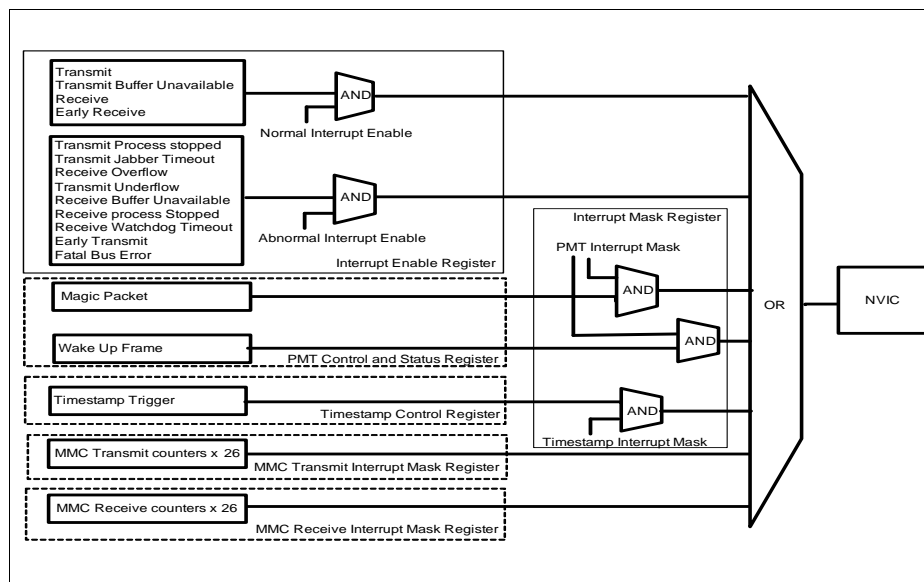 Transmit
Transmit Buffer Unavailable
Receive
Early Receive
AND
Normal Interrupt Enable
Transmit Process stopped
Transmit Jabber Timeout
Receive Overflow
Transmit Underflow
Receive Buffer Unavailable
Receive process Stopped
Receive Watchdog Timeout
Early Transmit
Fatal Bus Error
AND
Abnormal Interrupt Enable
Interrupt Enable Register
Interrupt Mask Register
PMT Interrupt Mask
AND
Magic Packet
Wake Up Frame
AND
PMT Control and Status Register
Timestamp Trigger
AND
Timestamp Control Register
Timestamp Interrupt Mask
MMC Transmit counters x 26
MMC Transmit Interrupt Mask Register
MMC Receive counters x 26
MMC Receive Interrupt Mask Register
OR
NVIC